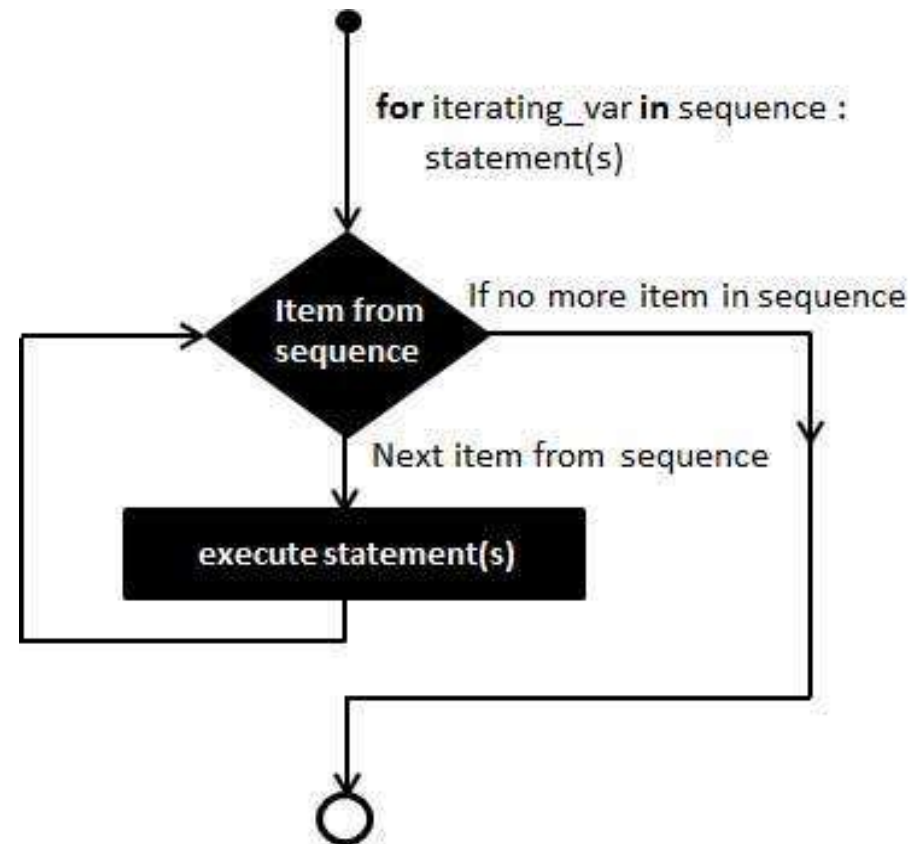 for iterating_var in sequence :
statement(s)
If no more item in sequence
Item from
sequence
Next item from sequence
execute statement(s)